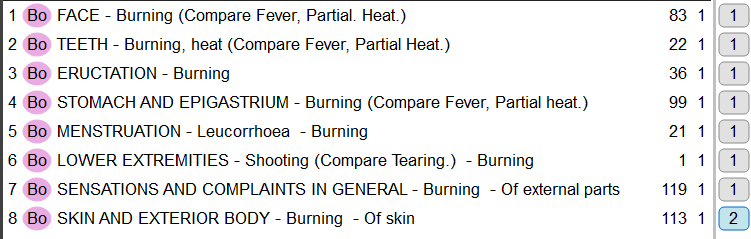 1 Bo FACE - Burning (Compare Fever, Partial. Heat.) 83 1 1
2 Bo TEETH - Burning, heat (Compare Fever, Partial Heat.) 22 1 1
3 Bo ERUCTATION - Burning 36 1 1
4 Bo STOMACH AND EPIGASTRIUM - Burning (Compare Fever, Partial heat.) 99 1 1
5 Bo MENSTRUATION - Leucorrhoea - Burning 21 1 1
6 Bo LOWER EXTREMITIES - Shooting (Compare Tearing.) - Burning 1 1 1
7 Bo SENSATIONS AND COMPLAINTS IN GENERAL - Burning - Of external parts 119 1 1
8 Bo SKIN AND EXTERIOR BODY - Burning - Of skin 113 1 2